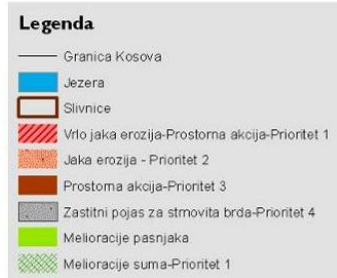 Legenda
Granica Kosova
Jezera
Slivnice
Vrlo jaka erozija-Prostorna akcija-Prioritet 1
Jaka erozija - Prioritet 2
Prostorna akcija-Prioritet 3
Zastitni pojas za strnovita brda-Prioritet 4
Melioracije pasnjaka
Melioracije suma-Prioritet 1